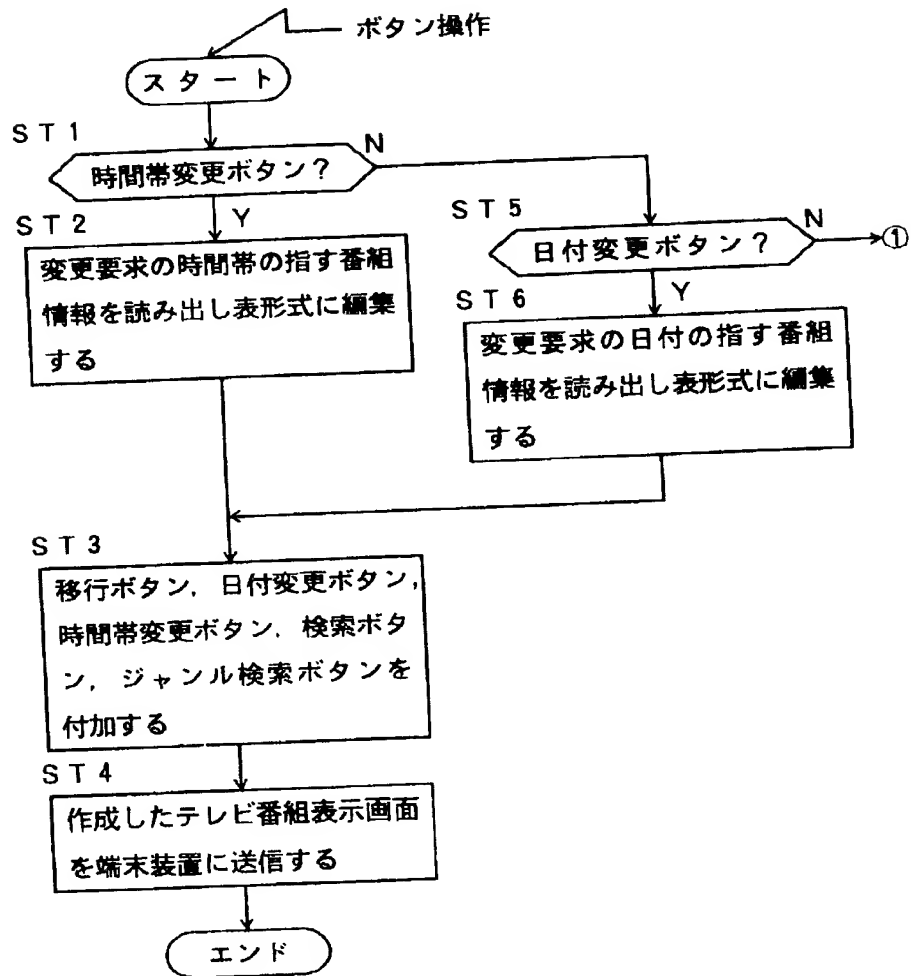 ボタン操作
スタート
ST1
時間帯変更ボタン?
N
Y
ST2
変更要求の時間帯の指す番組
情報を読み出し表形式に編集
する
ST5
日付変更ボタン?
N
①
Y
ST6
変更要求の日付の指す番組
情報を読み出し表形式に編集
する
ST3
移行ボタン,日付変更ボタン,
時間帯変更ボタン,検索ボタ
ン,ジャンル検索ボタンを
付加する
ST4
作成したテレビ番組表示画面
を端末装置に送信する
エンド